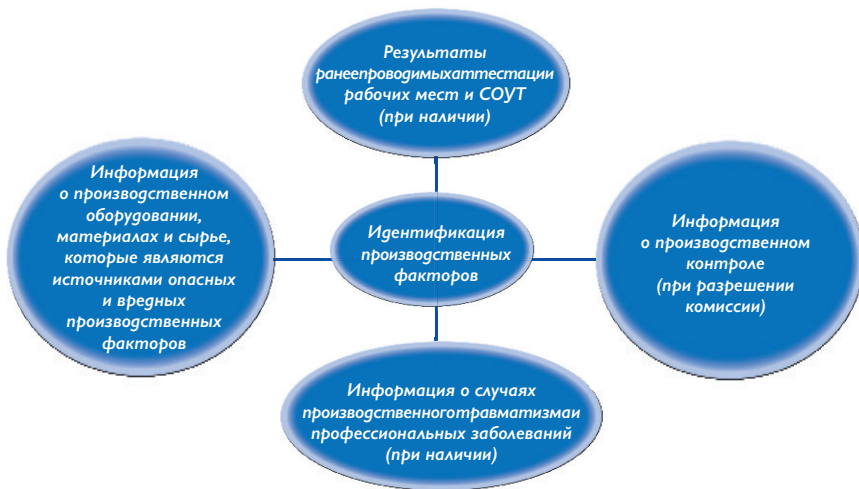 Результаты
ранеепроводимыхаттестации
рабочих мест и СОУТ
(при наличии)
Информация
о производственном
оборудовании,
материалах и сырье,
которые являются
источниками опасных
и вредных
производственных
факторов
Идентификация
производственных
факторов
Информация
о производственном
контроле
(при разрешении
комиссии)
Информация о случаях
производственноготравматизмаи
профессиональных заболеваний
(при наличии)